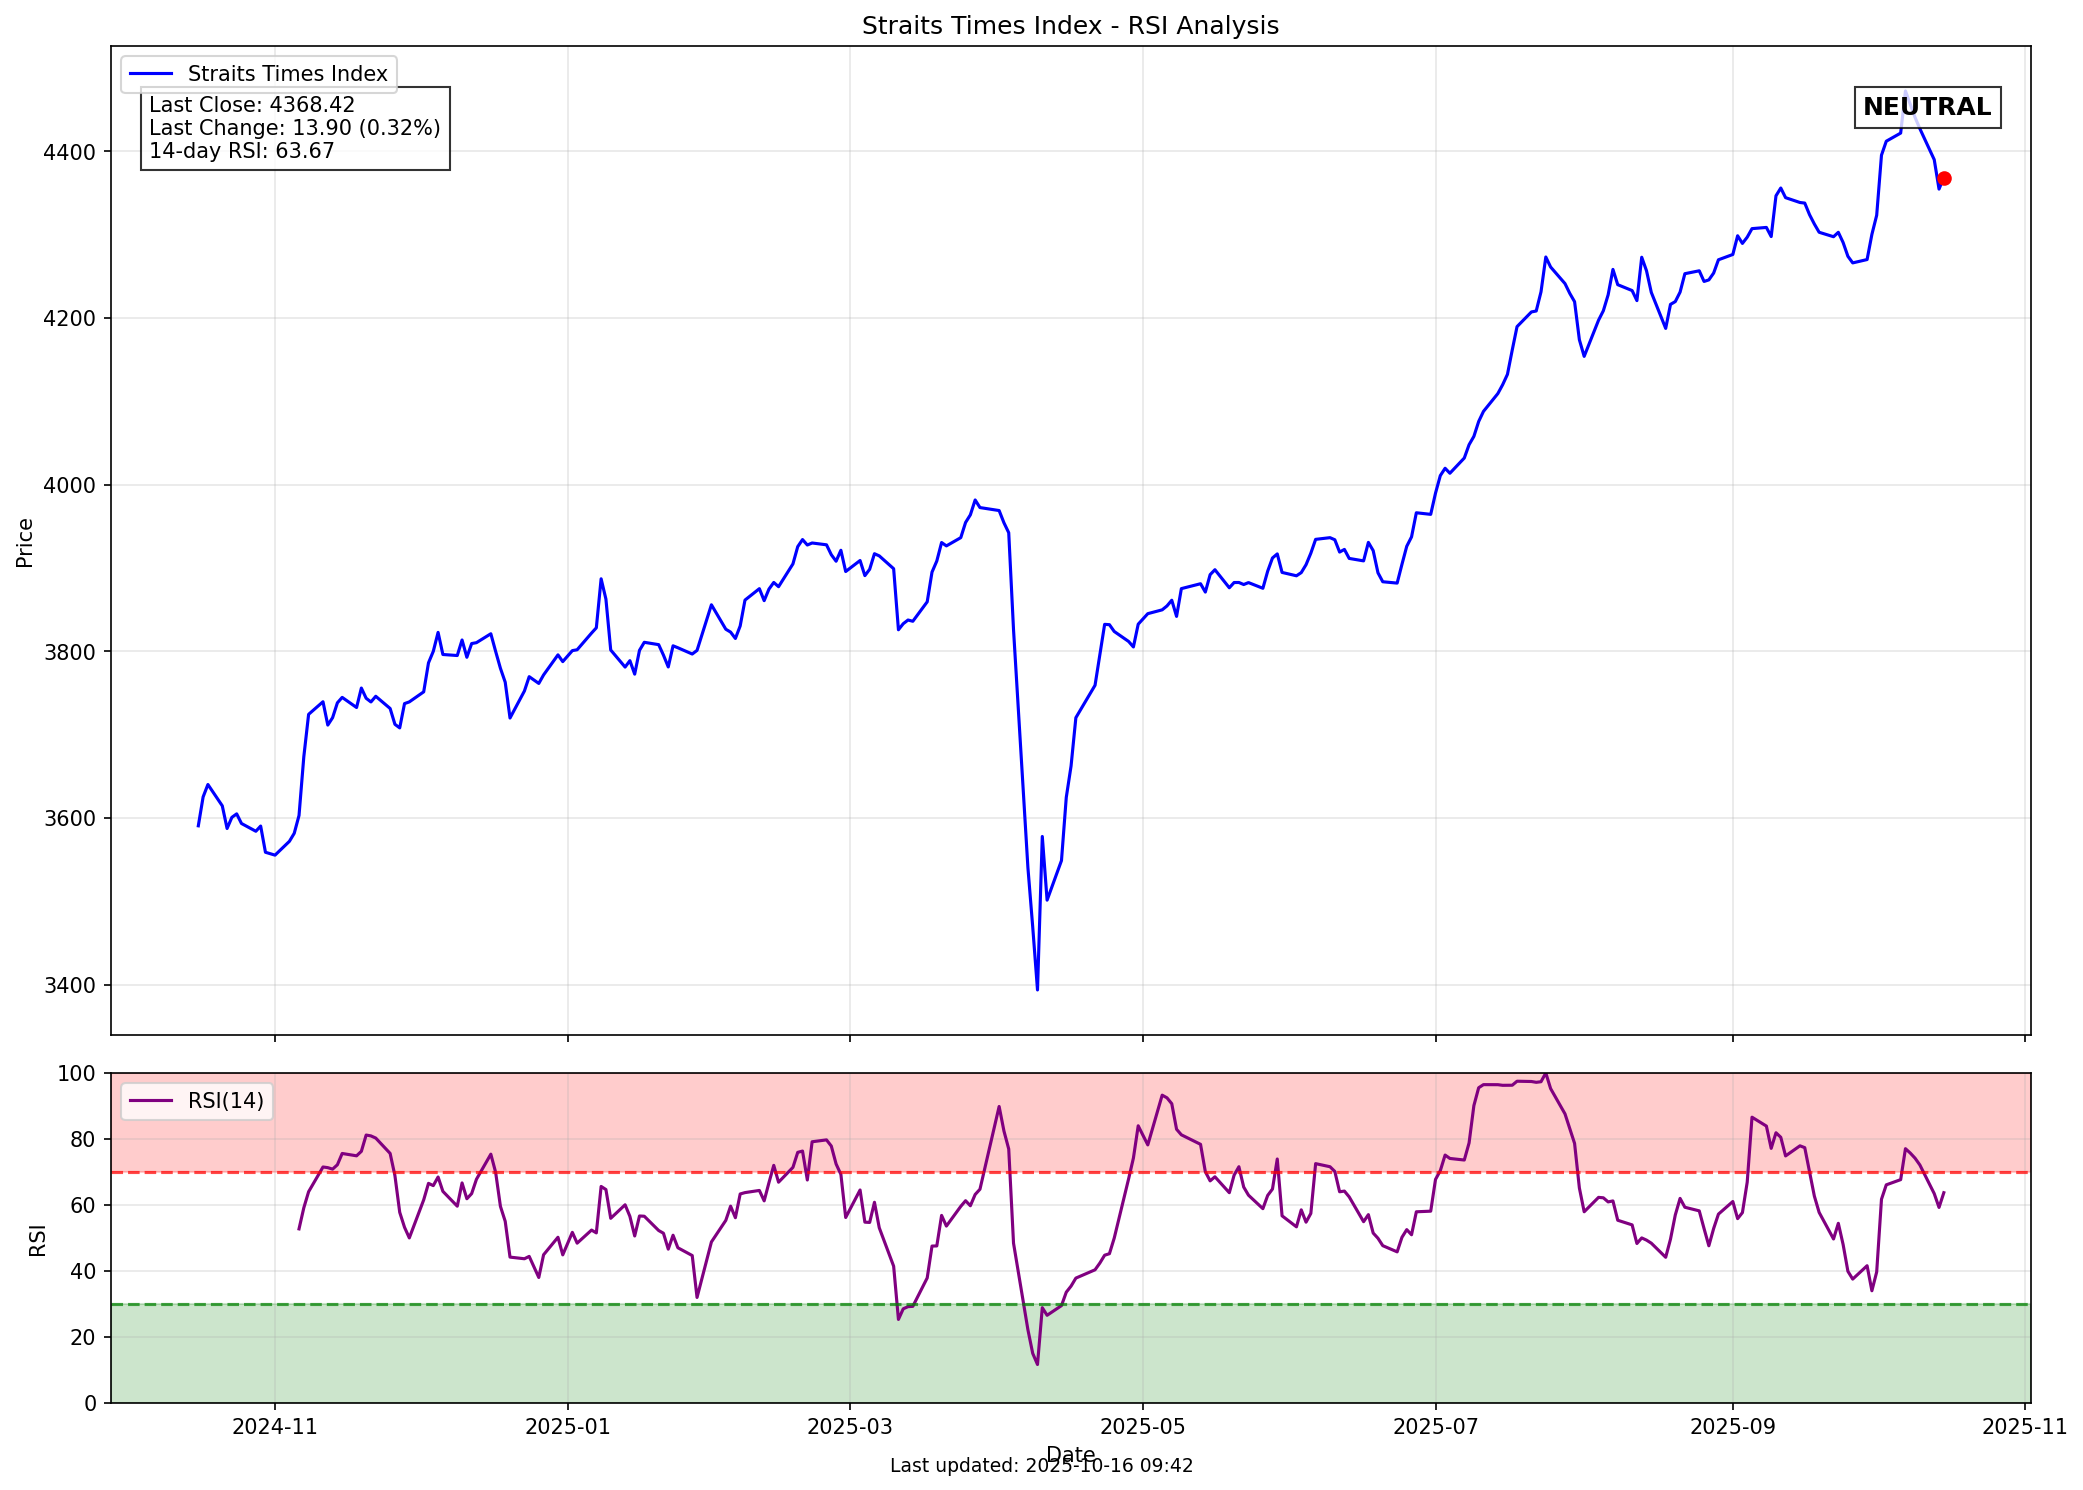 Straits Times Index - RSI Analysis
Straits Times Index
Last Close: 4368.42
Last Change: 13.90 (0.32%)
14-day RSI: 63.67
NEUTRAL
Price
4400
4200
4000
3800
3600
3400
RSI(14)
RSI
100
80
60
40
20
0
2024-11
2025-01
2025-03
2025-05
2025-07
2025-09
2025-11
Date
Last updated: 2025-10-16 09:42